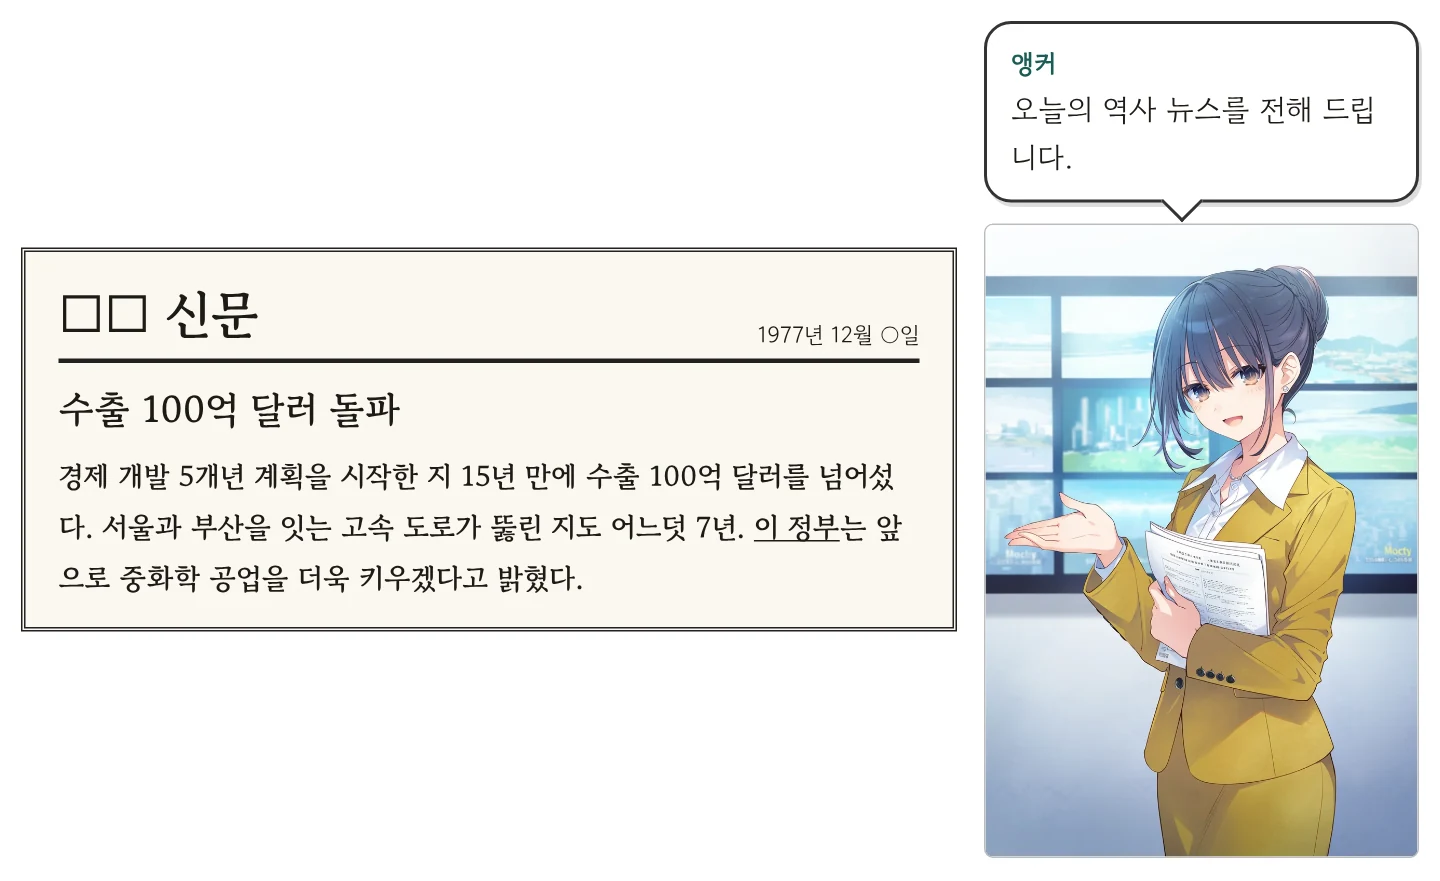 □□ 신문
1977년 12월 ○일
수출 100억 달러 돌파
경제 개발 5개년 계획을 시작한 지 15년 만에 수출 100억 달러를 넘어섰
다. 서울과 부산을 잇는 고속 도로가 뚫린 지도 어느덧 7년. 이 정부는 앞
으로 중화학 공업을 더욱 키우겠다고 밝혔다.
앵커
오늘의 역사 뉴스를 전해 드립
니다.
Mocty